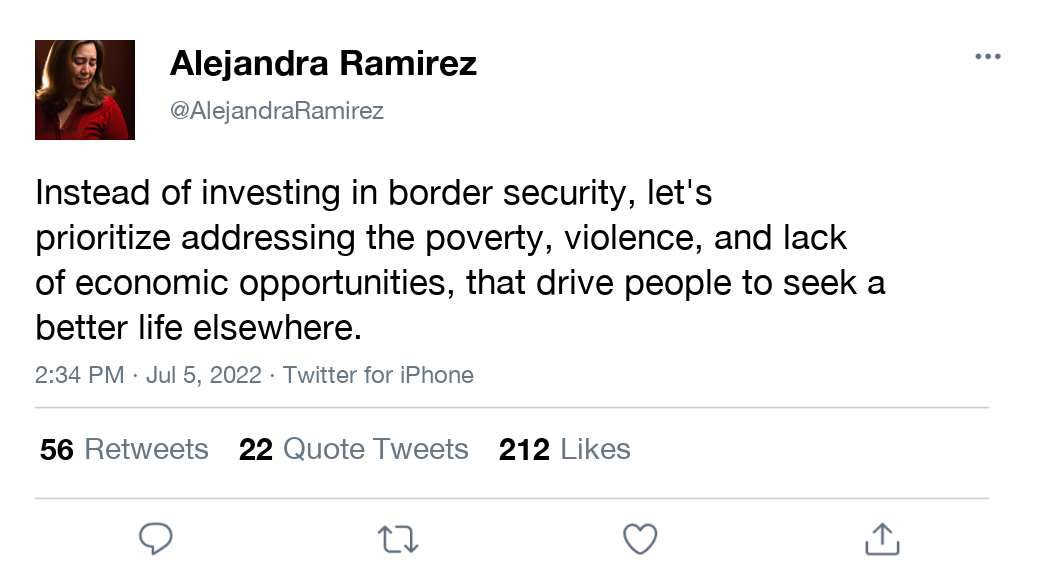 Alejandra Ramirez
@AlejandraRamirez
Instead of investing in border security, let's
prioritize addressing the poverty, violence, and lack
of economic opportunities, that drive people to seek a
better life elsewhere.
2:34 PM · Jul 5, 2022 · Twitter for iPhone
56 Retweets 22 Quote Tweets 212 Likes